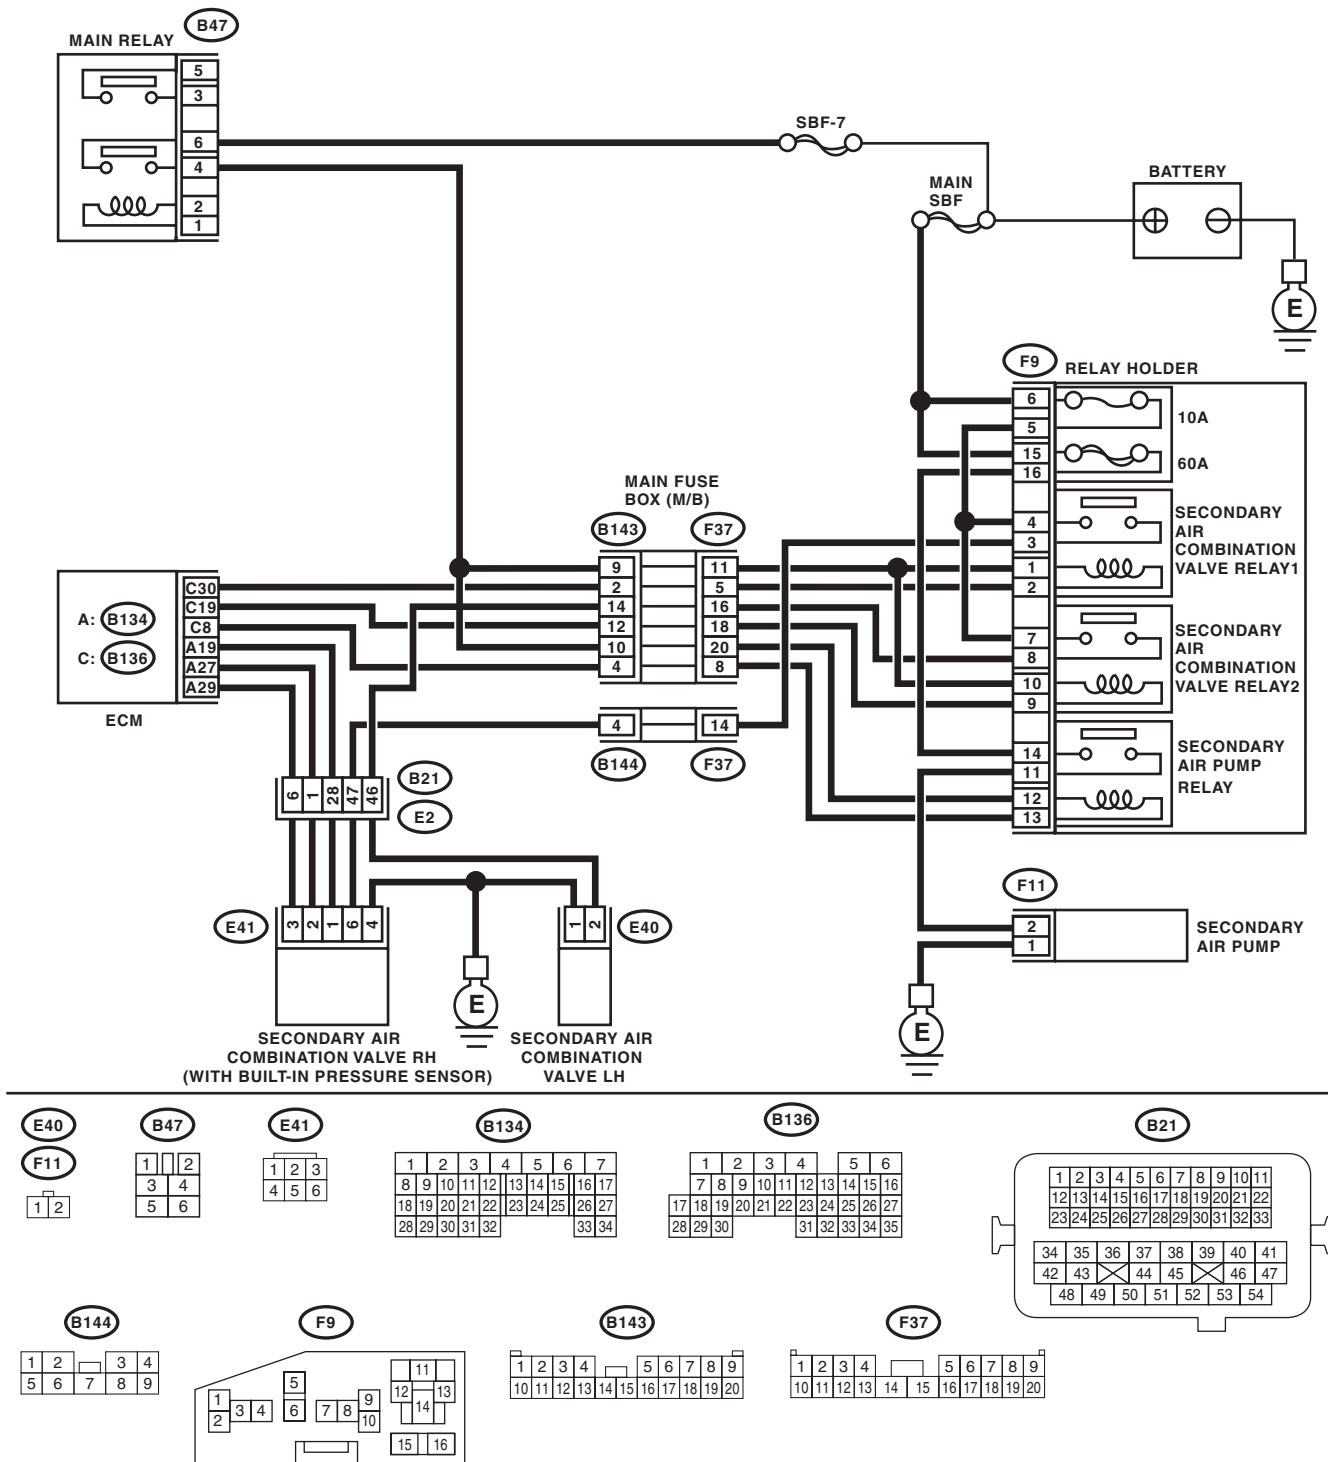 B47
MAIN RELAY
5
3
6
4
2
1
SBF-7
MAIN
SBF
BATTERY
E
F9
RELAY HOLDER
6
5
15
16
4
3
1
2
7
8
10
9
14
11
12
13
10A
60A
SECONDARY
AIR
COMBINATION
VALVE RELAY1
SECONDARY
AIR
COMBINATION
VALVE RELAY2
SECONDARY
AIR PUMP
RELAY
MAIN FUSE
BOX (M/B)
B143 F37
9 11
2 5
14 16
12 18
10 20
4 8
4 14
B144 F37
A: B134
C: B136
C30
C19
C8
A19
A27
A29
ECM
6 1 28 47 46
B21
E2
E41
3 2 1 6 4
1 2
E40
E
SECONDARY AIR
COMBINATION VALVE RH
(WITH BUILT-IN PRESSURE SENSOR)
SECONDARY AIR
COMBINATION
VALVE LH
F11
2
1
SECONDARY
AIR PUMP
E
E40
F11
1 2
B47
1 2
3 4
5 6
E41
1 2 3
4 5 6
B134
1 2 3 4 5 6 7
8 9 10 11 12 13 14 15 16 17
18 19 20 21 22 23 24 25 26 27
28 29 30 31 32 33 34
B136
1 2 3 4 5 6
7 8 9 10 11 12 13 14 15 16
17 18 19 20 21 22 23 24 25 26 27
28 29 30 31 32 33 34 35
B21
1 2 3 4 5 6 7 8 9 10 11
12 13 14 15 16 17 18 19 20 21 22
23 24 25 26 27 28 29 30 31 32 33
34 35 36 37 38 39 40 41
42 43 44 45 46 47
48 49 50 51 52 53 54
B144
1 2 3 4
5 6 7 8 9
F9
1
2
3 4
5
6
7 8
9
10
11
12 13
14
15 16
B143
1 2 3 4 5 6 7 8 9
10 11 12 13 14 15 16 17 18 19 20
F37
1 2 3 4 5 6 7 8 9
10 11 12 13 14 15 16 17 18 19 20